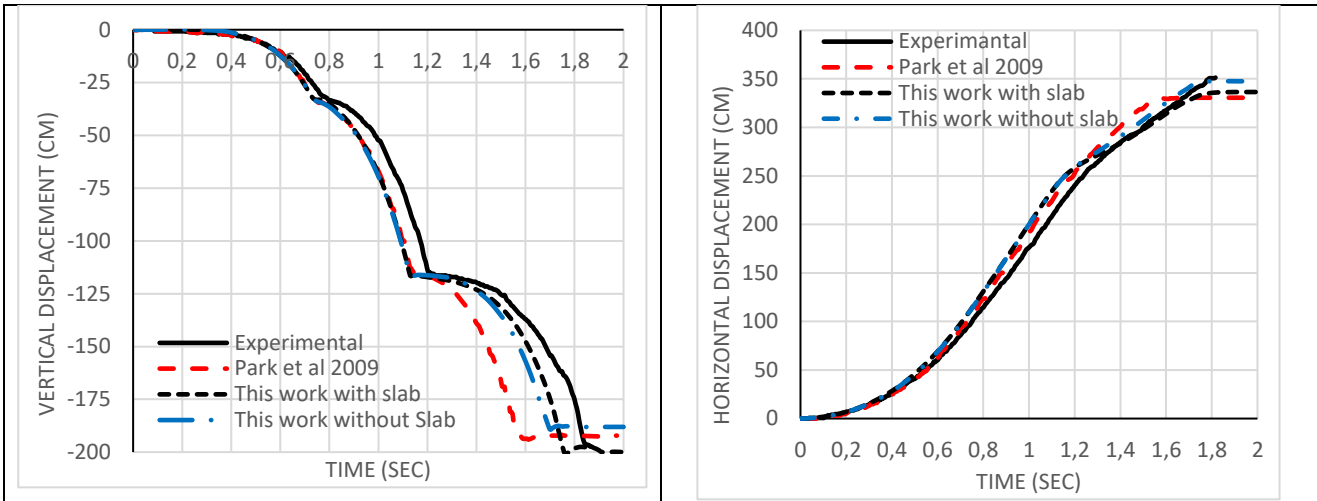 0
-25
-50
-75
-100
-125
-150
-175
-200
0 0,2 0,4 0,6 0,8 1 1,2 1,4 1,6 1,8 2
VERTICAL DISPLACEMENT (CM)
TIME (SEC)
Experimental
Park et al 2009
This work with slab
This work without Slab
400
350
300
250
200
150
100
50
0
0 0,2 0,4 0,6 0,8 1 1,2 1,4 1,6 1,8 2
HORIZONTAL DISPLACEMENT (CM)
TIME (SEC)
Experimantal
Park et al 2009
This work with slab
This work without slab